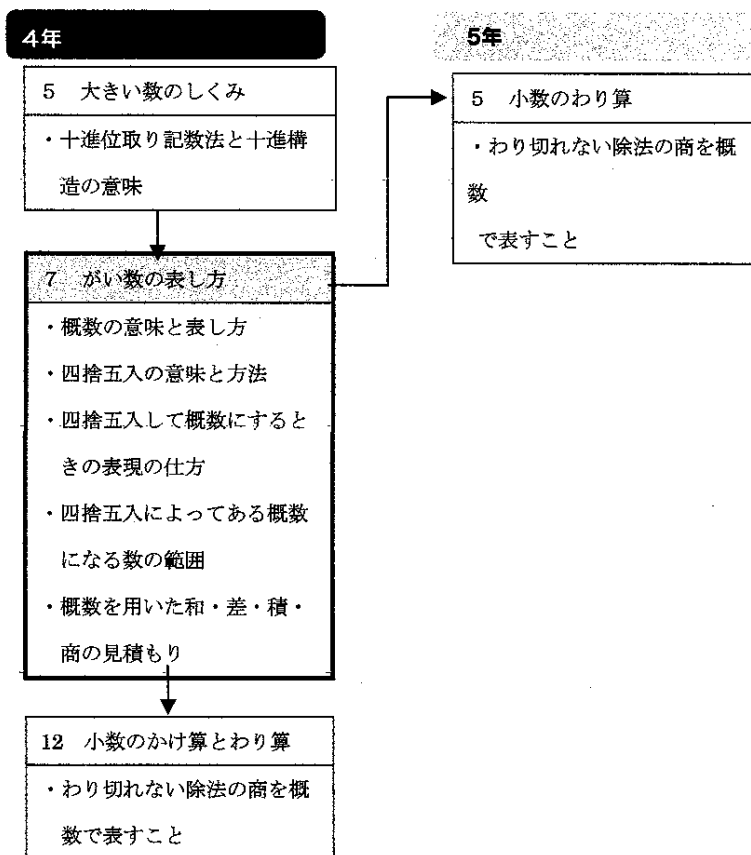 4年
5 大きい数のしくみ
・十進位取り記数法と十進構
造の意味
7 がい数の表し方
・概数の意味と表し方
・四捨五入の意味と方法
・四捨五入して概数にすると
きの表現の仕方
・四捨五入によってある概数
になる数の範囲
・概数を用いた和・差・積・
商の見積もり
12 小数のかけ算とわり算
・わり切れない除法の商を概
数で表すこと
5年
5 小数のわり算
・わり切れない除法の商を概
数
で表すこと